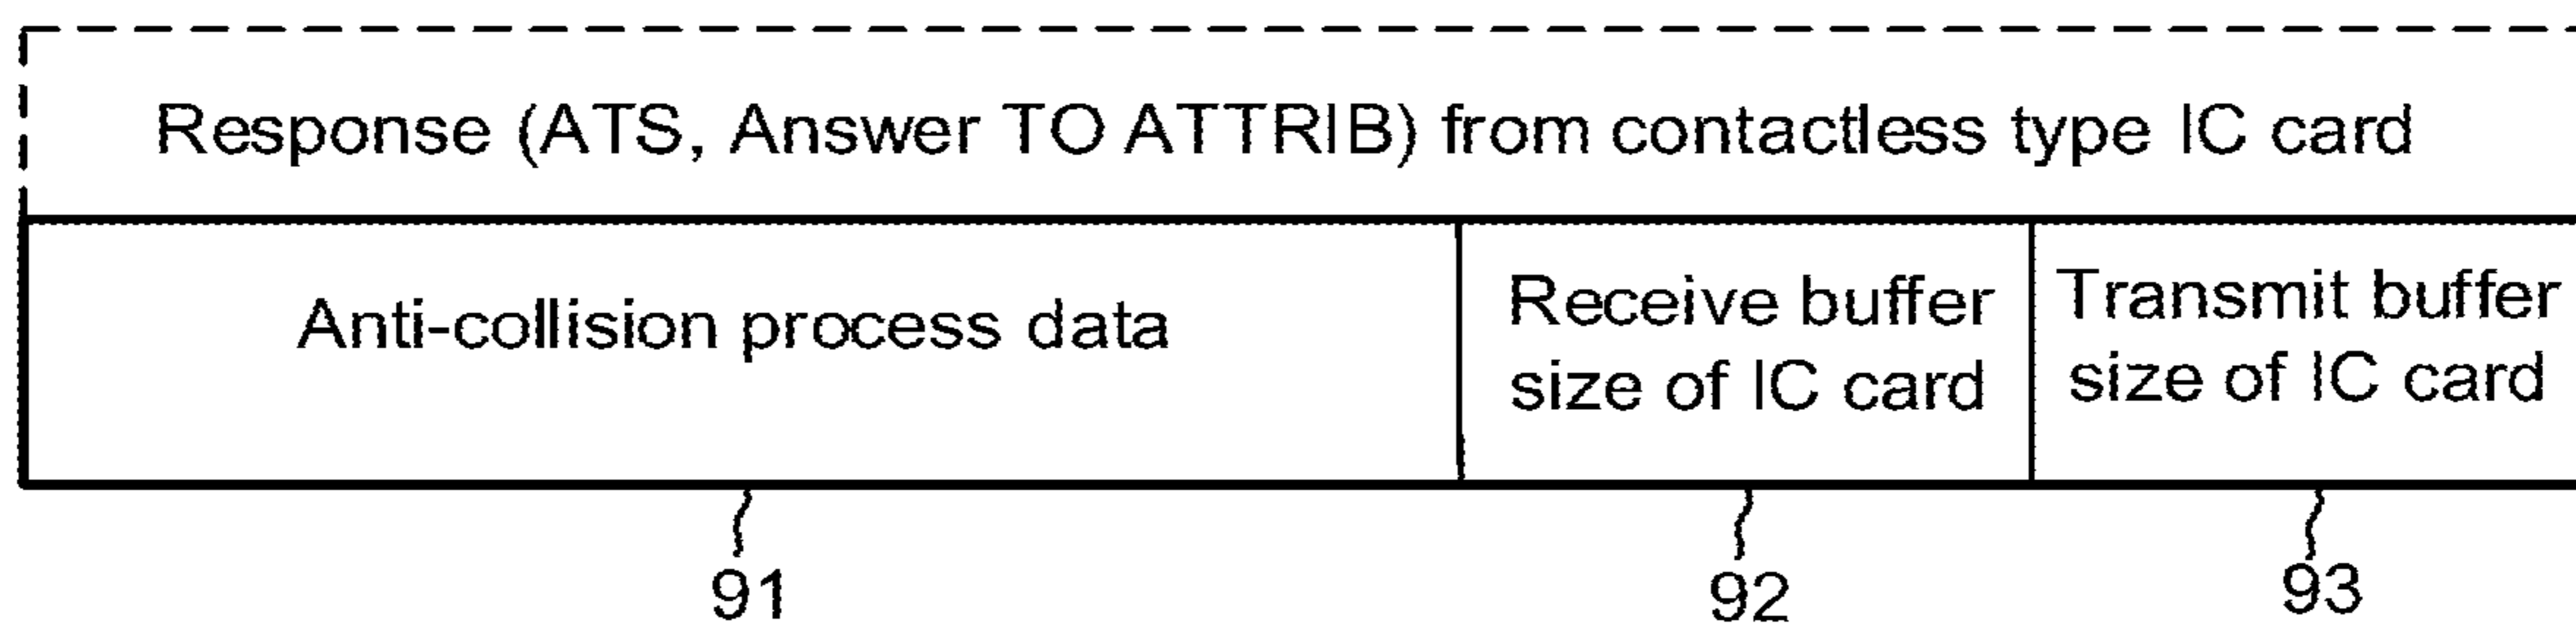 Response (ATS, Answer TO ATTRIB) from contactless type IC card
Anti-collision process data
Receive buffer
size of IC card
Transmit buffer
size of IC card
91
92
93